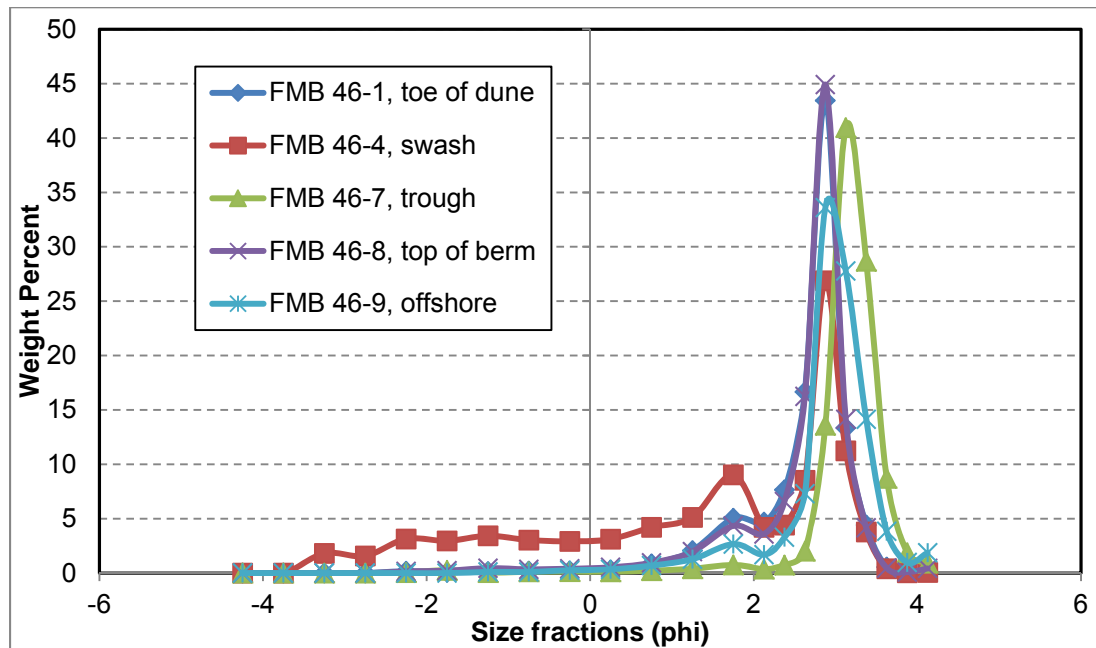 50
45
40
35
30
25
20
15
10
5
0
Weight Percent
FMB 46-1, toe of dune
FMB 46-4, swash
FMB 46-7, trough
FMB 46-8, top of berm
FMB 46-9, offshore
-6 -4 -2 0 2 4 6
Size fractions (phi)